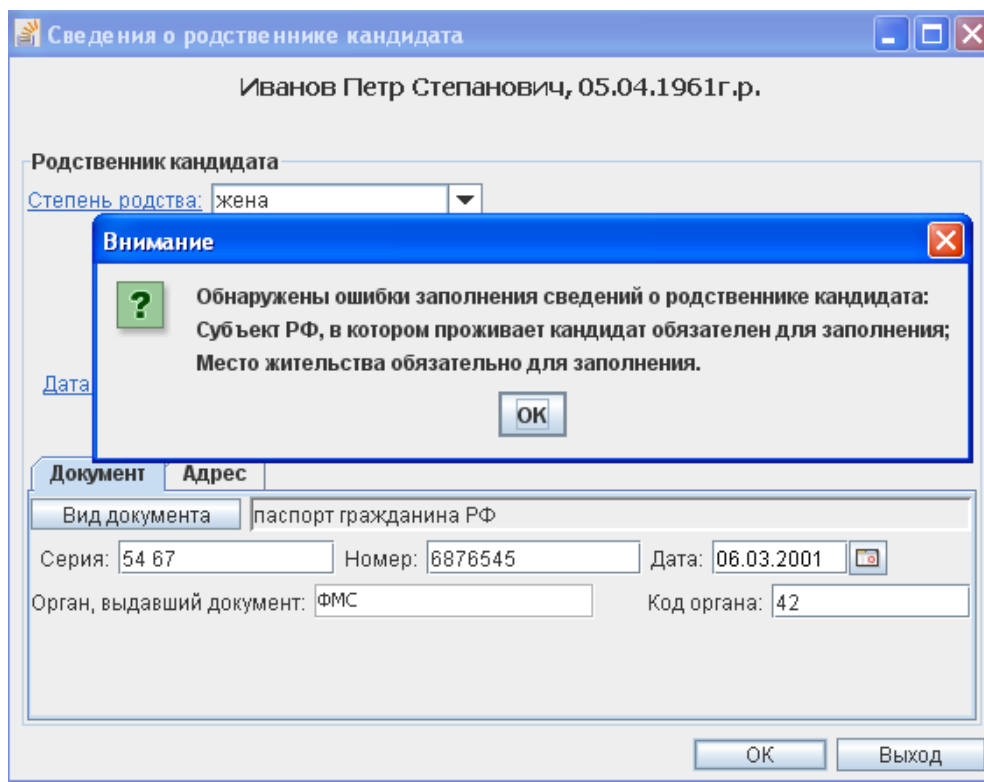 Сведения о родственнике кандидата
Иванов Петр Степанович, 05.04.1961г.р.
Родственник кандидата
Степень родства: жена
Внимание
Обнаружены ошибки заполнения сведений о родственнике кандидата:
Субъект РФ, в котором проживает кандидат обязателен для заполнения;
Место жительства обязательно для заполнения.
Дата
ОК
Документ Адрес
Вид документа паспорт гражданина РФ
Серия: 54 67 Номер: 6876545 Дата: 06.03.2001
Орган, выдавший документ: ФМС Код органа: 42
ОК Выход